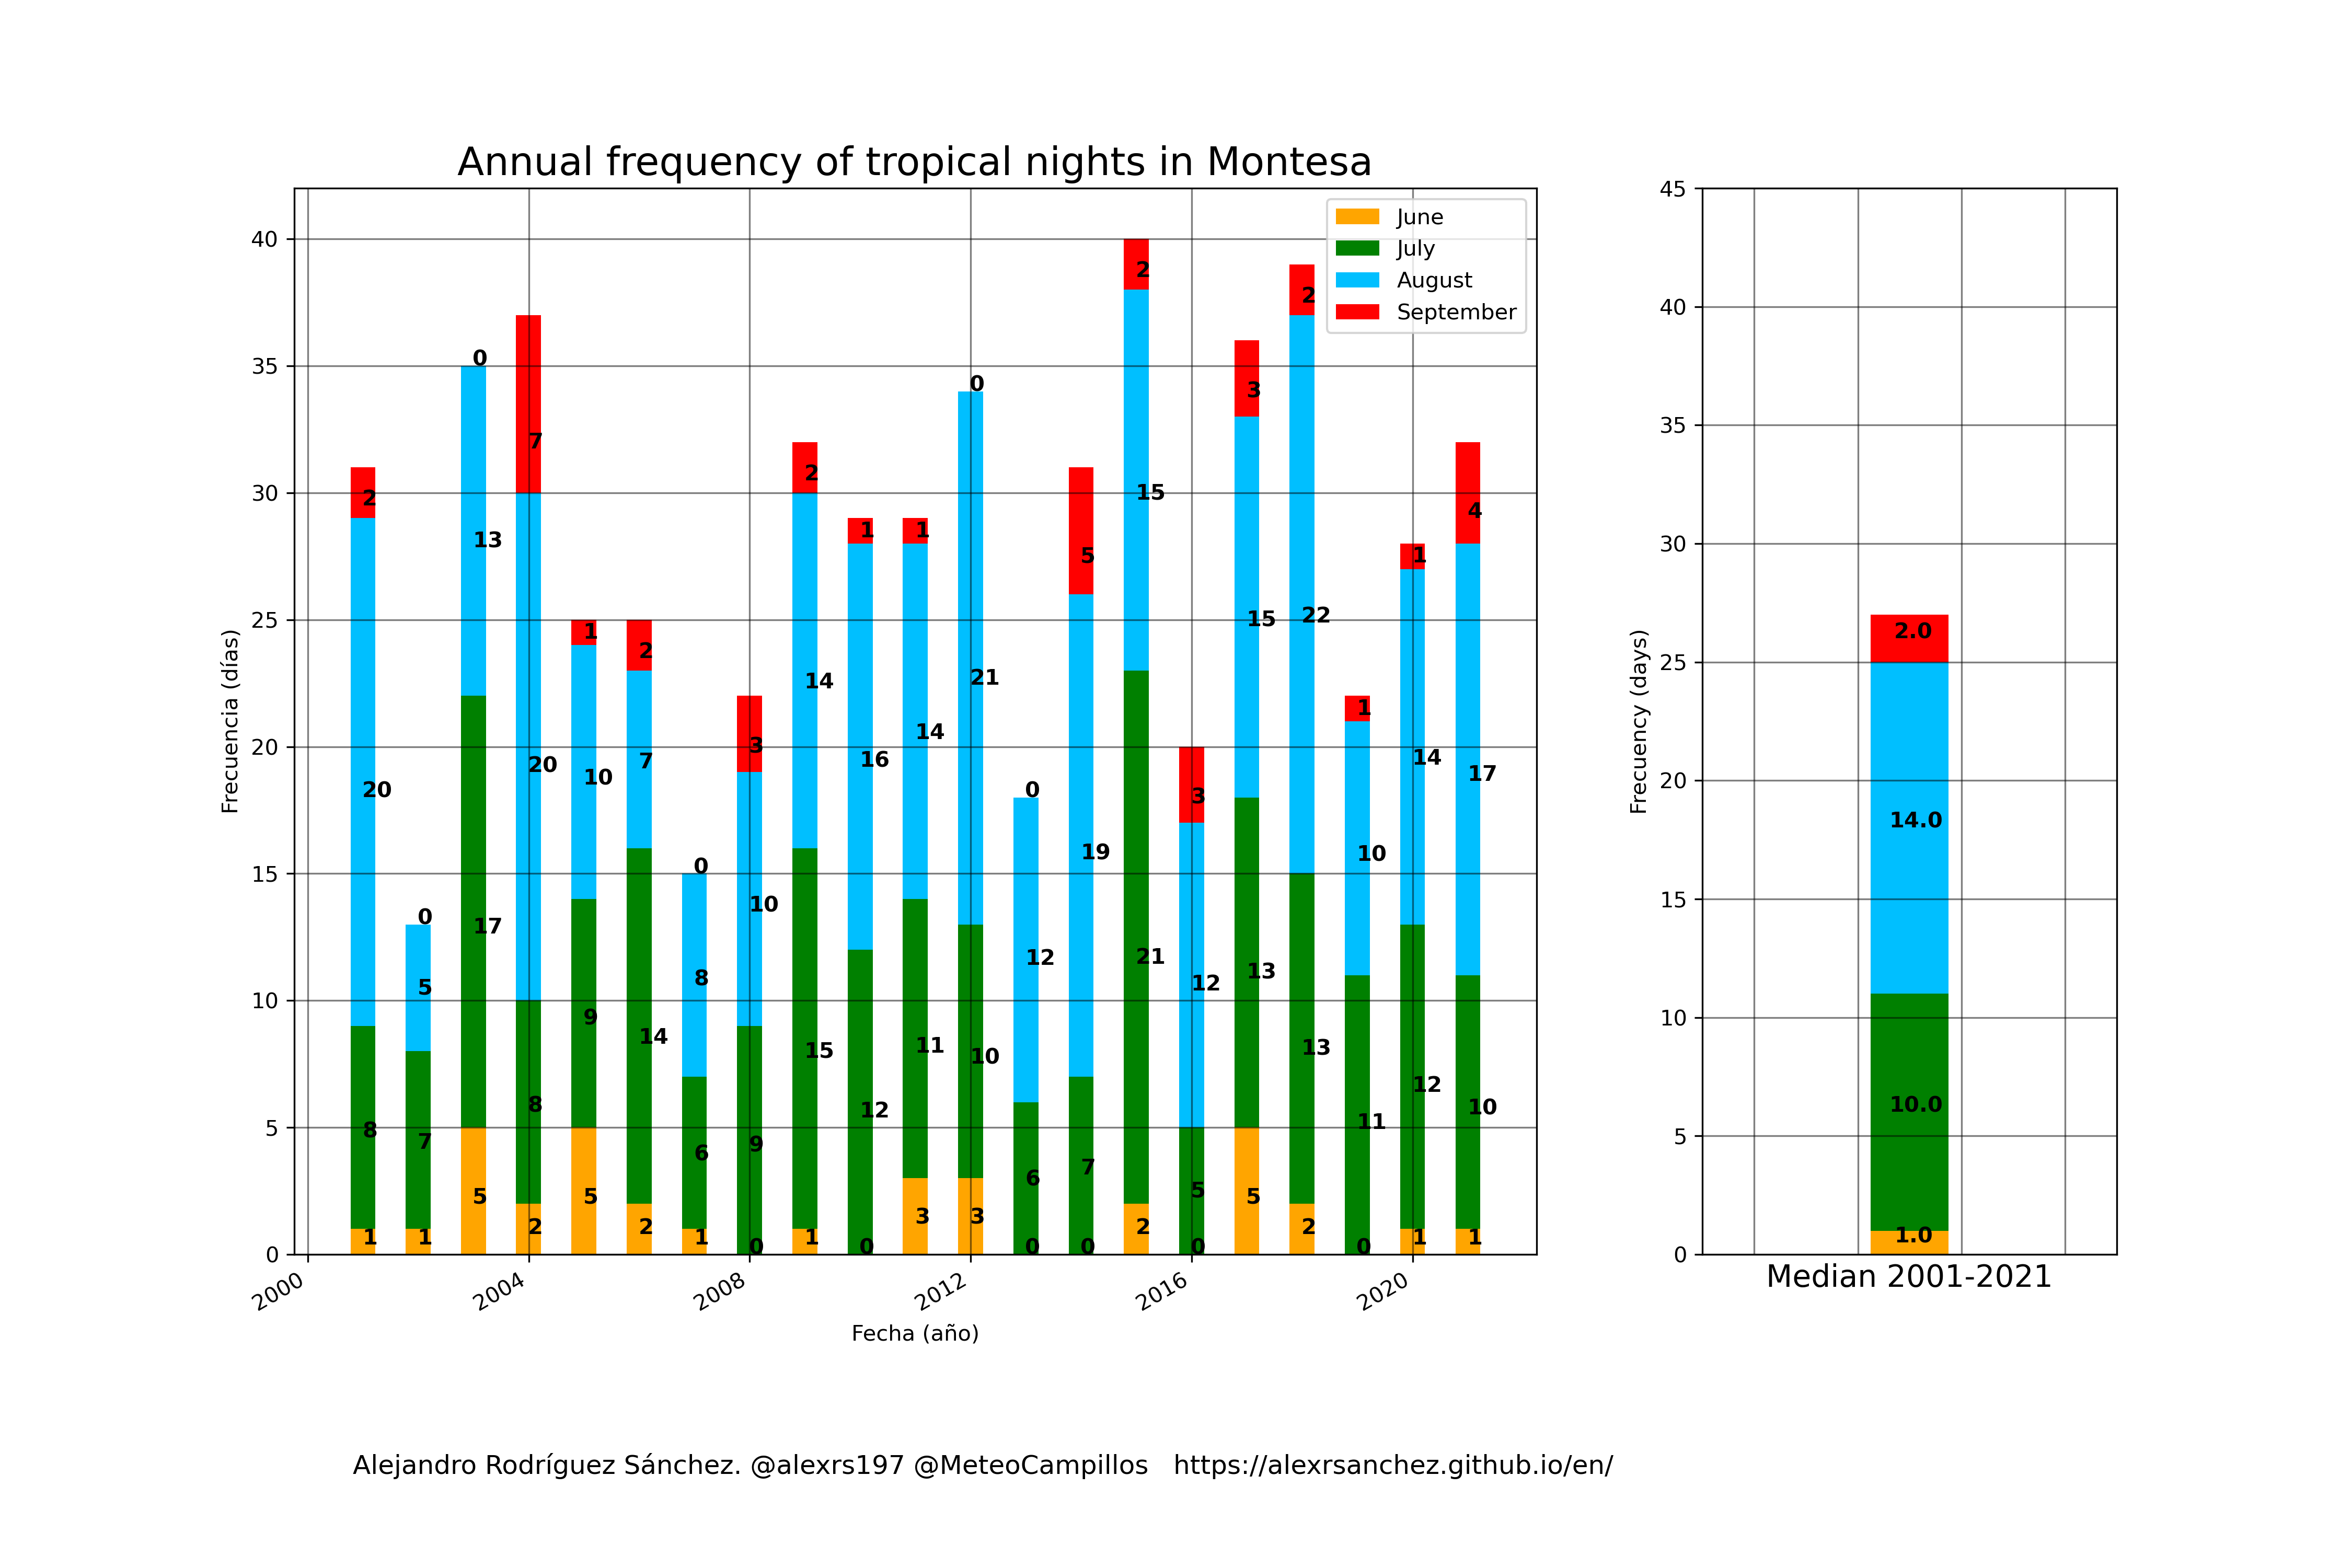 Annual frequency of tropical nights in Montesa
June
July
August
September
Frecuencia (días)
40
35
30
25
20
15
10
5
0
1 8 20 2
1 7 5 0
5 17 13 0
2 8 20 7
5 9 10 1
2 14 7 2
1 6 8 0
0 9 10 3
1 15 14 2
0 12 16 1
3 11 14 1
3 10 21 0
0 6 12 0
0 7 19 5
2 21 15 2
0 5 12 3
5 13 15 3
2 13 22 2
0 11 10 1
1 12 14 1
1 10 17 4
2000 2004 2008 2012 2016 2020
Fecha (año)
Frecuency (days)
45
40
35
30
25
20
15
10
5
0
2.0
14.0
10.0
1.0
Median 2001-2021
Alejandro Rodríguez Sánchez. @alexrs197 @MeteoCampillos https://alexrsanchez.github.io/en/